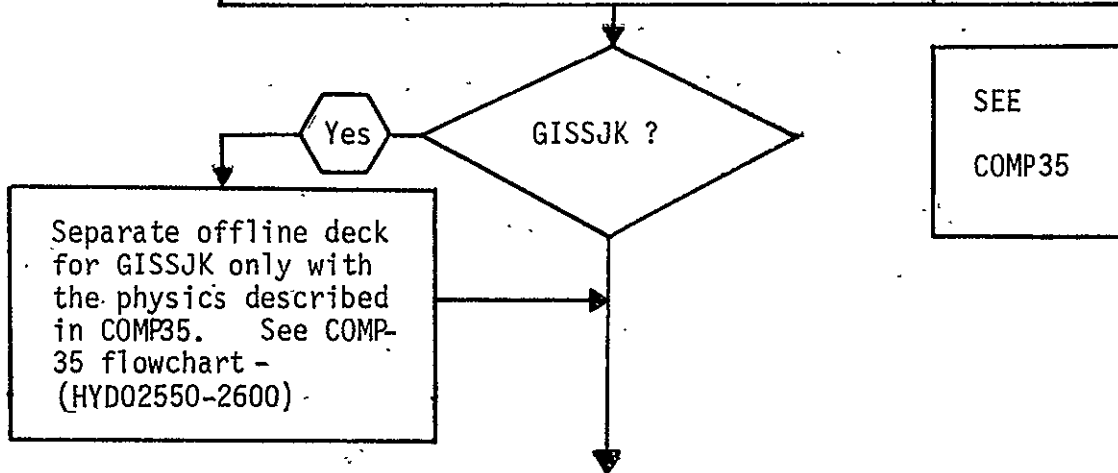 GISSJK ?
Yes
SEE
COMP35
Separate offline deck
for GISSJK only with
the physics described
in COMP35. See COMP-
35 flowchart -
(HYD02550-2600)